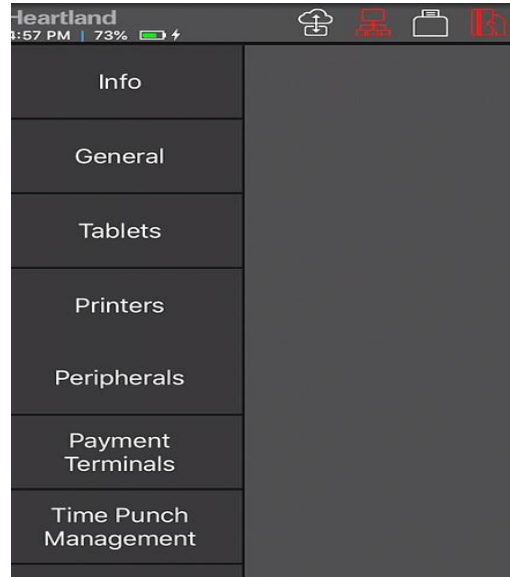 Heartland
4:57 PM | 73%
Info
General
Tablets
Printers
Peripherals
Payment
Terminals
Time Punch
Management